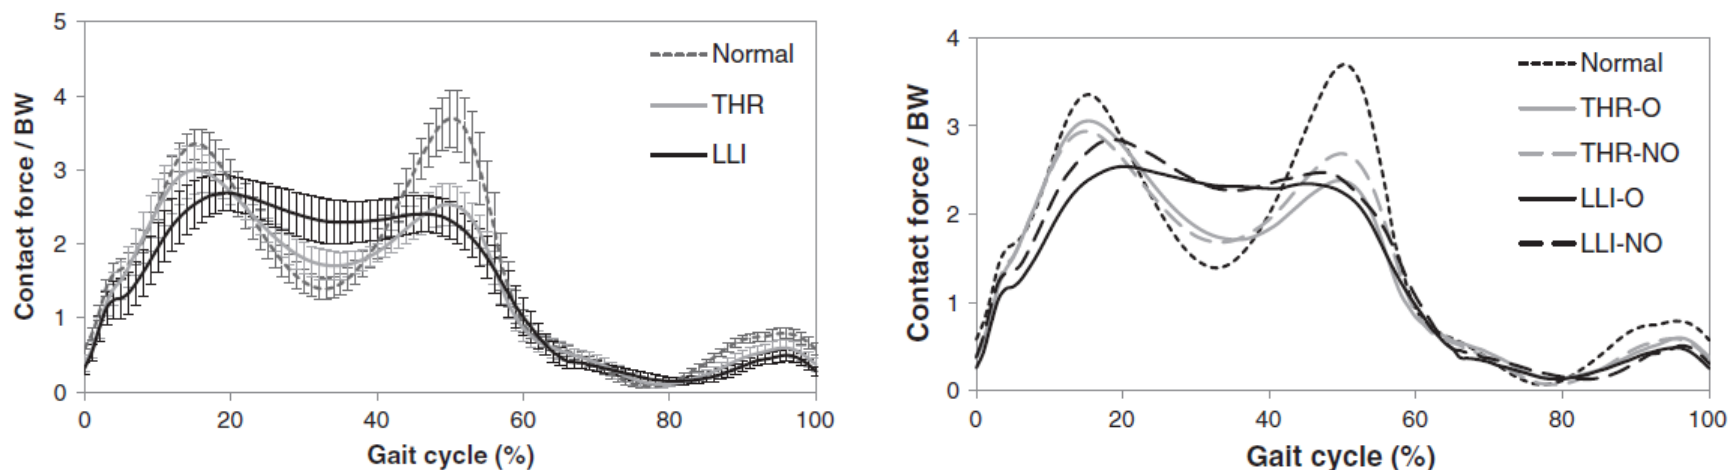 5
4
3
2
1
0
Contact force / BW
0 20 40 60 80 100
Gait cycle (%)
Normal
THR
LLI
4
3
2
1
0
Contact force / BW
0 20 40 60 80 100
Gait cycle (%)
Normal
THR-O
THR-NO
LLI-O
LLI-NO